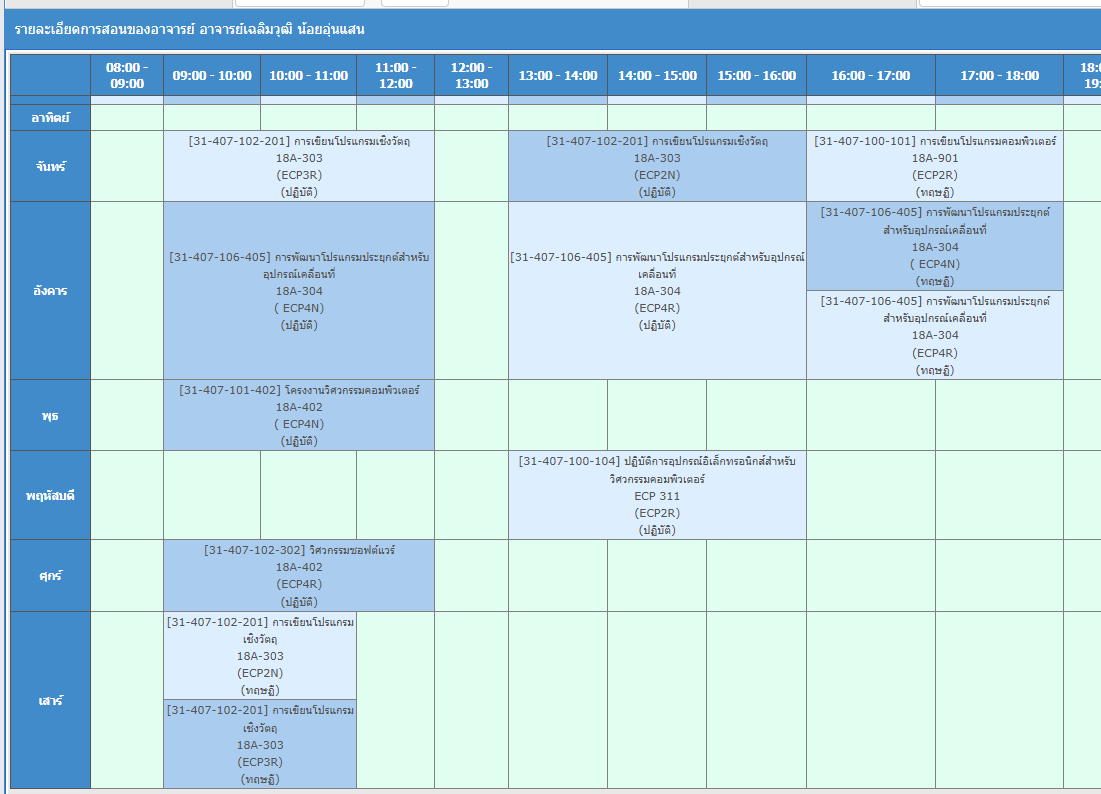 รายละเอียดการสอนของอาจารย์ อาจารย์เฉลิมวุฒิ น้อยอุ่นแสน
08:00 -
09:00
09:00 - 10:00
10:00 - 11:00
11:00 -
12:00
12:00 -
13:00
13:00 - 14:00
14:00 - 15:00
15:00 - 16:00
16:00 - 17:00
17:00 - 18:00
อาทิตย์
จันทร์
[31-407-102-201] การเขียนโปรแกรมเชิงวัตถุ
18A-303
(ECP3R)
(ปฏิบัติ)
[31-407-102-201] การเขียนโปรแกรมเชิงวัตถุ
18A-303
(ECP2N)
(ปฏิบัติ)
[31-407-100-101] การเขียนโปรแกรมคอมพิวเตอร์
18A-901
(ECP2R)
(ทฤษฎี)
อังคาร
[31-407-106-405] การพัฒนาโปรแกรมประยุกต์สำหรับ
อุปกรณ์เคลื่อนที่
18A-304
( ECP4N)
(ปฏิบัติ)
[31-407-106-405] การพัฒนาโปรแกรมประยุกต์สำหรับอุปกรณ์
เคลื่อนที่
18A-304
(ECP4R)
(ปฏิบัติ)
[31-407-106-405] การพัฒนาโปรแกรมประยุกต์
สำหรับอุปกรณ์เคลื่อนที่
18A-304
( ECP4N)
(ทฤษฎี)
[31-407-106-405] การพัฒนาโปรแกรมประยุกต์
สำหรับอุปกรณ์เคลื่อนที่
18A-304
(ECP4R)
(ทฤษฎี)
พุธ
[31-407-101-402] โครงงานวิศวกรรมคอมพิวเตอร์
18A-402
( ECP4N)
(ปฏิบัติ)
พฤหัสบดี
[31-407-100-104] ปฏิบัติการอุปกรณ์อิเล็กทรอนิกส์สำหรับ
วิศวกรรมคอมพิวเตอร์
ECP 311
(ECP2R)
(ปฏิบัติ)
ศุกร์
[31-407-102-302] วิศวกรรมซอฟต์แวร์
18A-402
(ECP4R)
(ปฏิบัติ)
เสาร์
[31-407-102-201] การเขียนโปรแกรม
เชิงวัตถุ
18A-303
(ECP2N)
(ทฤษฎี)
[31-407-102-201] การเขียนโปรแกรม
เชิงวัตถุ
18A-303
(ECP3R)
(ทฤษฎี)